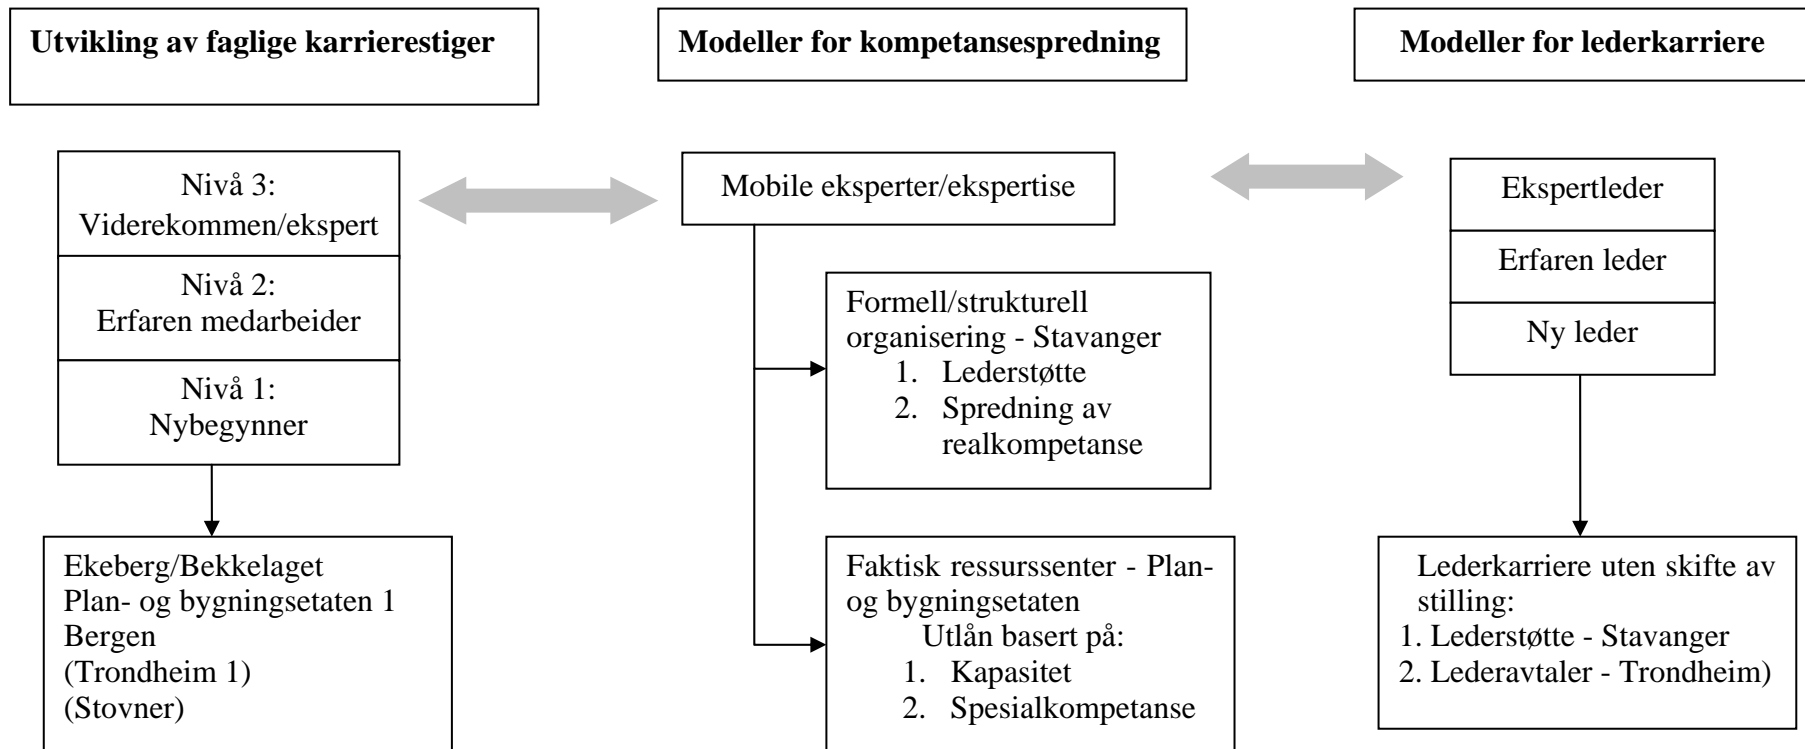 Utvikling av faglige karrierestiger
Modeller for kompetansespredning
Modeller for lederkarriere
Nivå 3:
Viderekommen/ekspert
Nivå 2:
Erfaren medarbeider
Nivå 1:
Nybegynner
Ekeberg/Bekkelaget
Plan- og bygningsetaten 1
Bergen
(Trondheim 1)
(Stovner)
Mobile eksperter/ekspertise
Formell/strukturell
organisering - Stavanger
1. Lederstøtte
2. Spredning av
realkompetanse
Faktisk ressurssenter - Plan-
og bygningsetaten
Utlån basert på:
1. Kapasitet
2. Spesialkompetanse
Ekspertleder
Erfaren leder
Ny leder
Lederkarriere uten skifte av
stilling:
1. Lederstøtte - Stavanger
2. Lederavtaler - Trondheim)